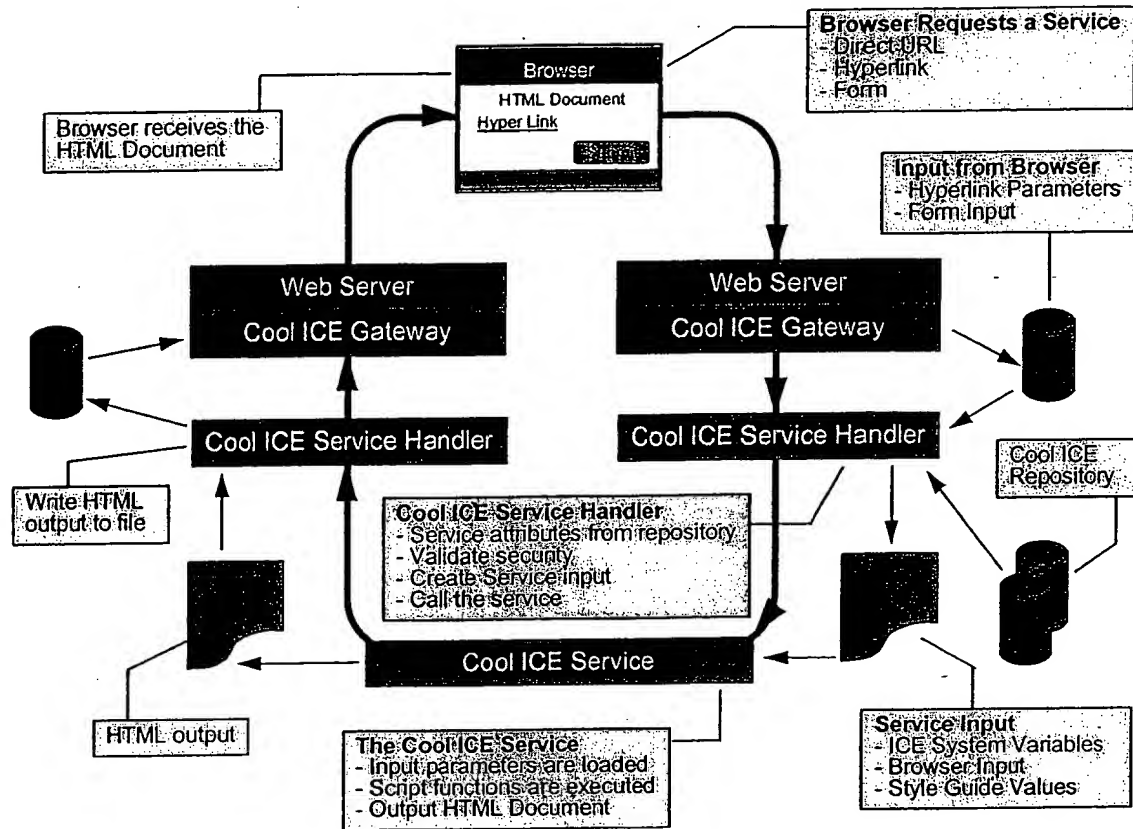 Browser Requests a Service
- Direct URL
- Hyperlink
- Form
Browser
HTML Document
Hyper Link
Browser receives the
HTML Document
Input from Browser
- Hyperlink Parameters
- Form Input
Web Server
Cool ICE Gateway
Web Server
Cool ICE Gateway
Cool ICE Service Handler
Cool ICE Service Handler
Cool ICE
Repository
Write HTML
output to file
Cool ICE Service Handler
- Service attributes from repository
- Validate security
- Create Service input
- Call the service
Cool ICE Service
HTML output
The Cool ICE Service
- Input parameters are loaded
- Script functions are executed
- Output HTML Document
Service Input
- ICE System Variables
- Browser Input
- Style Guide Values